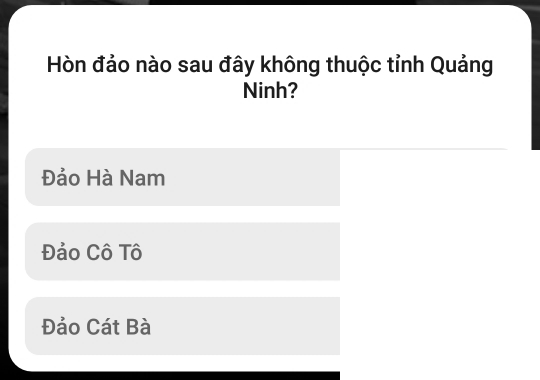 Hòn đảo nào sau đây không thuộc tỉnh Quảng
Ninh?
Đảo Hà Nam
Đảo Cô Tô
Đảo Cát Bà